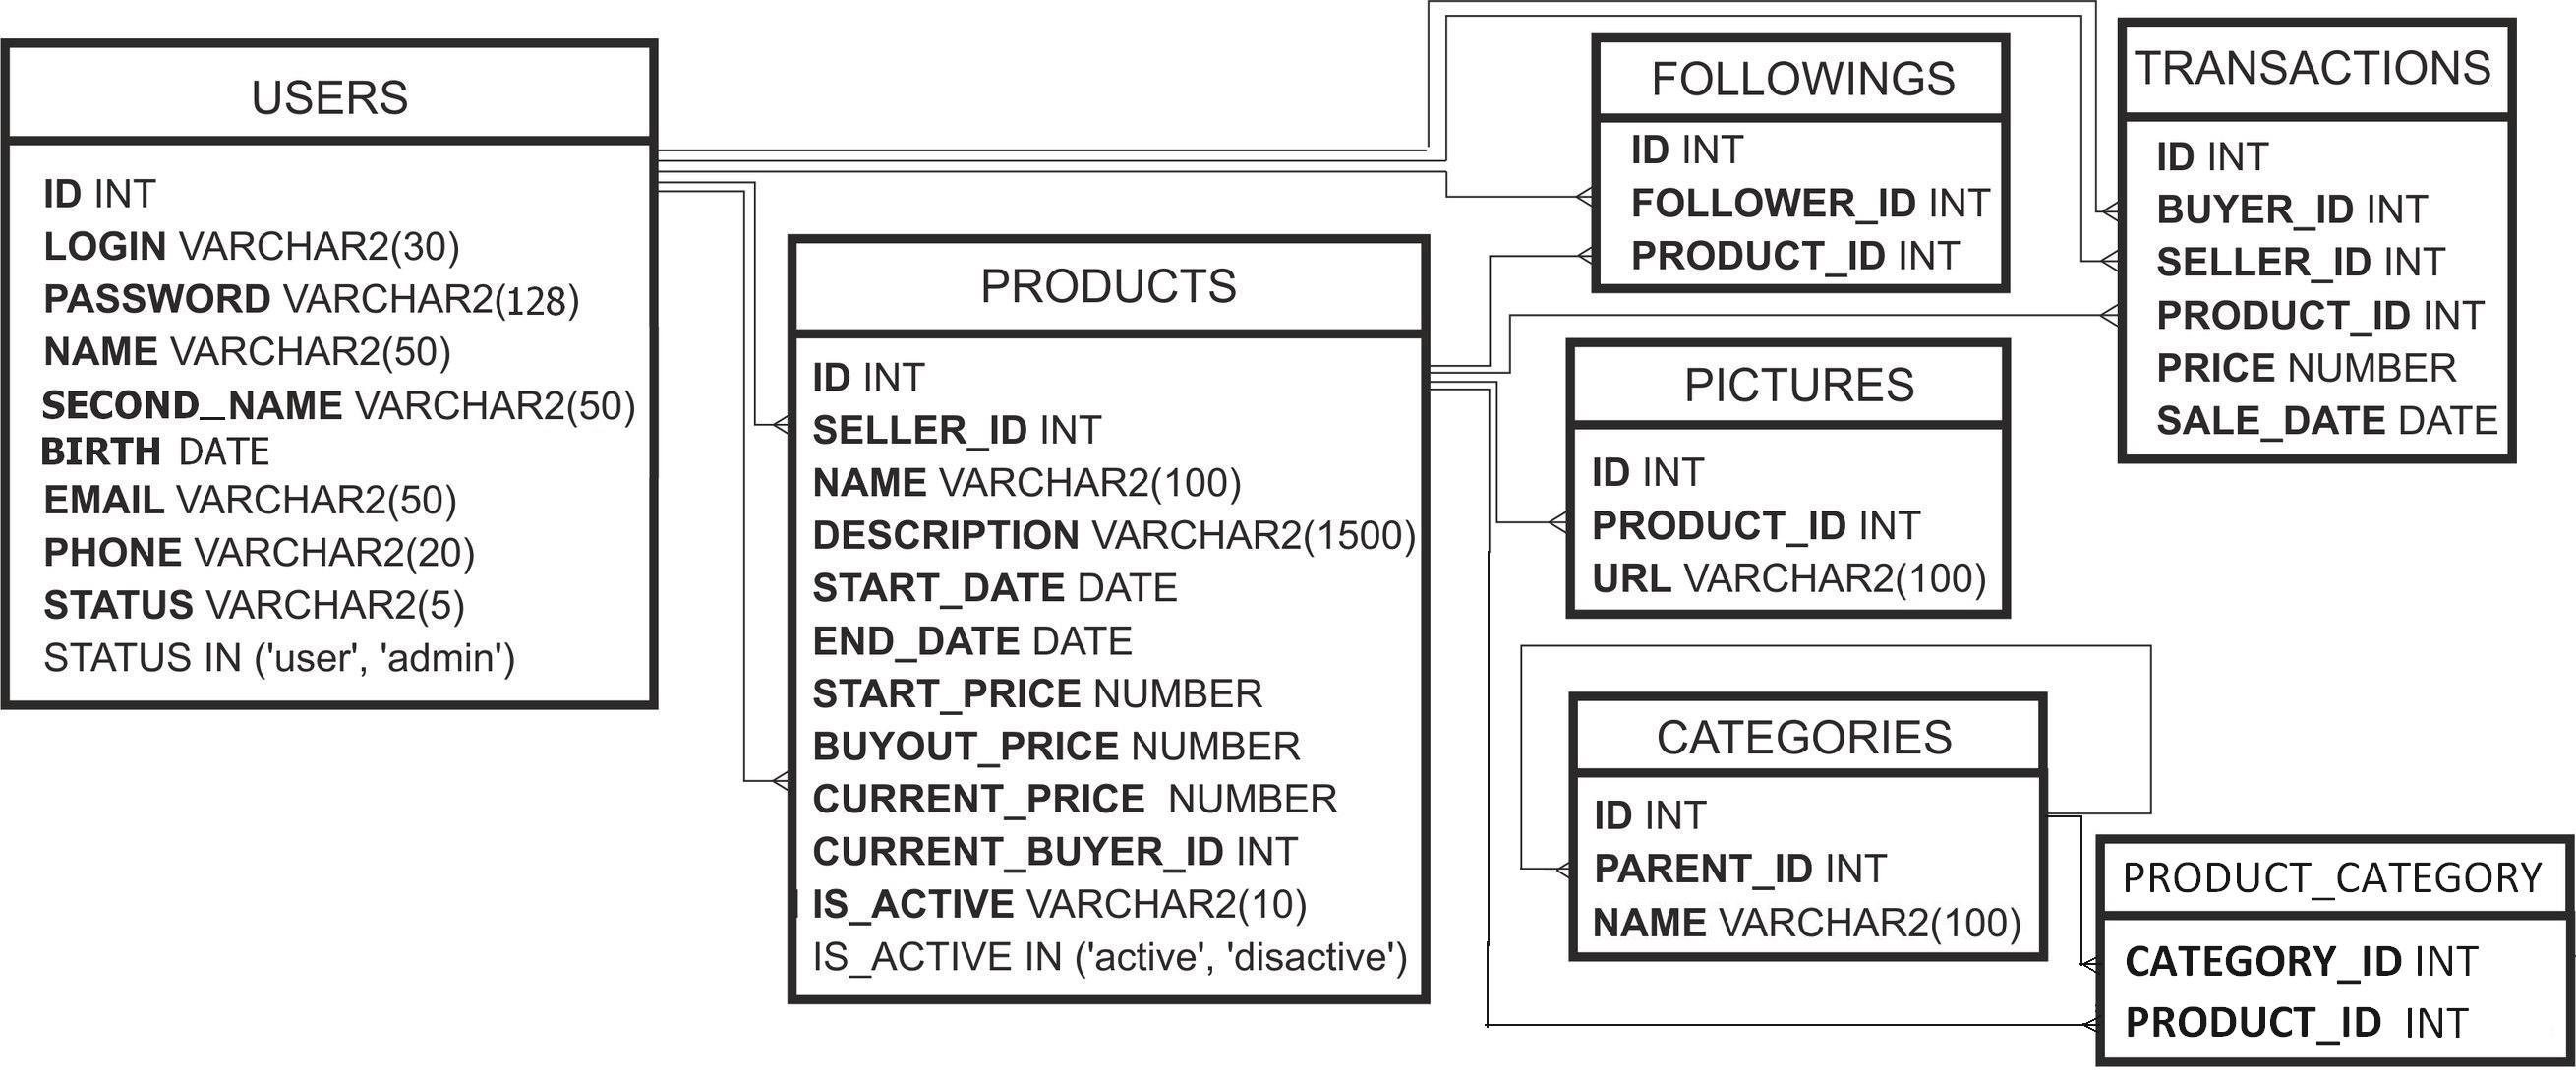 USERS
ID INT
LOGIN VARCHAR2(30)
PASSWORD VARCHAR2(128)
NAME VARCHAR2(50)
SECOND_NAME VARCHAR2(50)
BIRTH DATE
EMAIL VARCHAR2(50)
PHONE VARCHAR2(20)
STATUS VARCHAR2(5)
STATUS IN ('user', 'admin')
PRODUCTS
ID INT
SELLER_ID INT
NAME VARCHAR2(100)
DESCRIPTION VARCHAR2(1500)
START_DATE DATE
END_DATE DATE
START_PRICE NUMBER
BUYOUT_PRICE NUMBER
CURRENT_PRICE NUMBER
CURRENT_BUYER_ID INT
IS_ACTIVE VARCHAR2(10)
IS_ACTIVE IN ('active', 'disactive')
FOLLOWINGS
ID INT
FOLLOWER_ID INT
PRODUCT_ID INT
TRANSACTIONS
ID INT
BUYER_ID INT
SELLER_ID INT
PRODUCT_ID INT
PRICE NUMBER
SALE_DATE DATE
PICTURES
ID INT
PRODUCT_ID INT
URL VARCHAR2(100)
CATEGORIES
ID INT
PARENT_ID INT
NAME VARCHAR2(100)
PRODUCT_CATEGORY
CATEGORY_ID INT
PRODUCT_ID INT